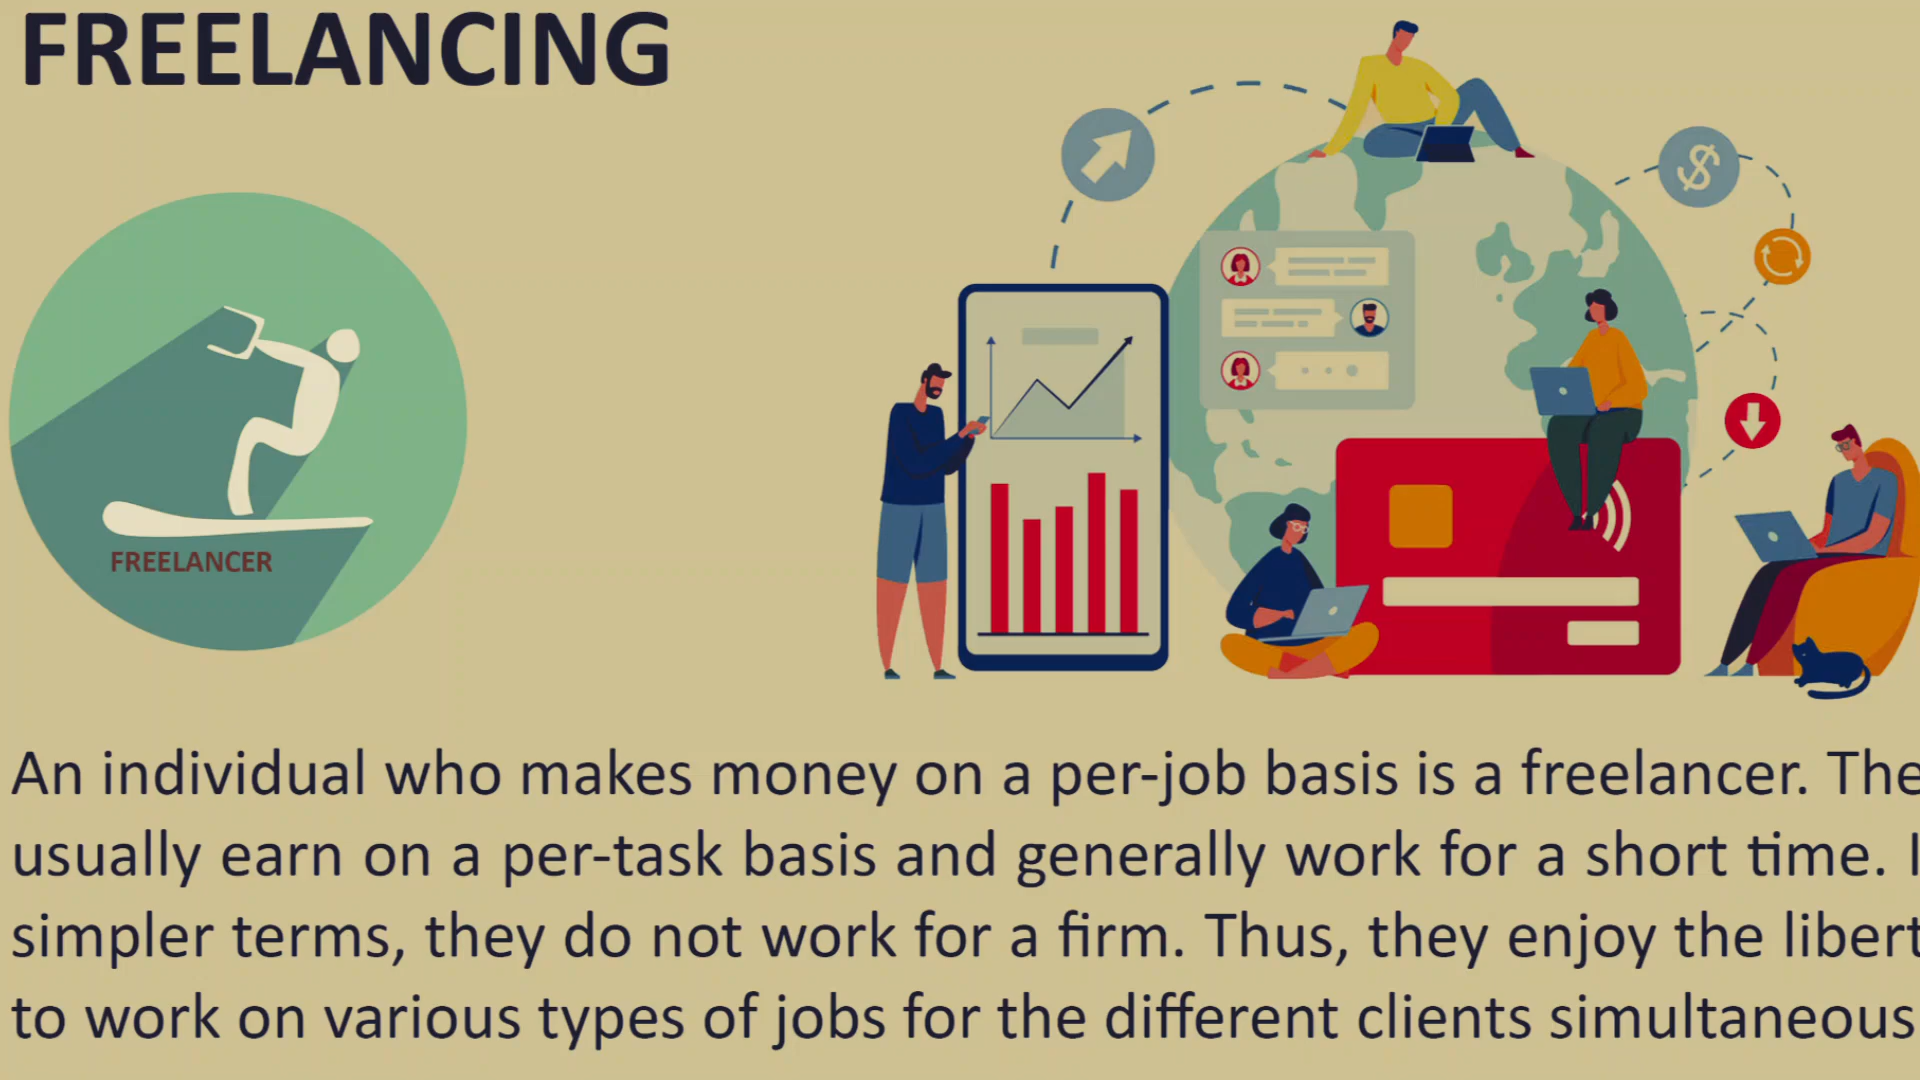 FREELANCING
FREELANCER
An individual who makes money on a per-job basis is a freelancer. The
usually earn on a per-task basis and generally work for a short time. I
simpler terms, they do not work for a firm. Thus, they enjoy the libert
to work on various types of jobs for the different clients simultaneous